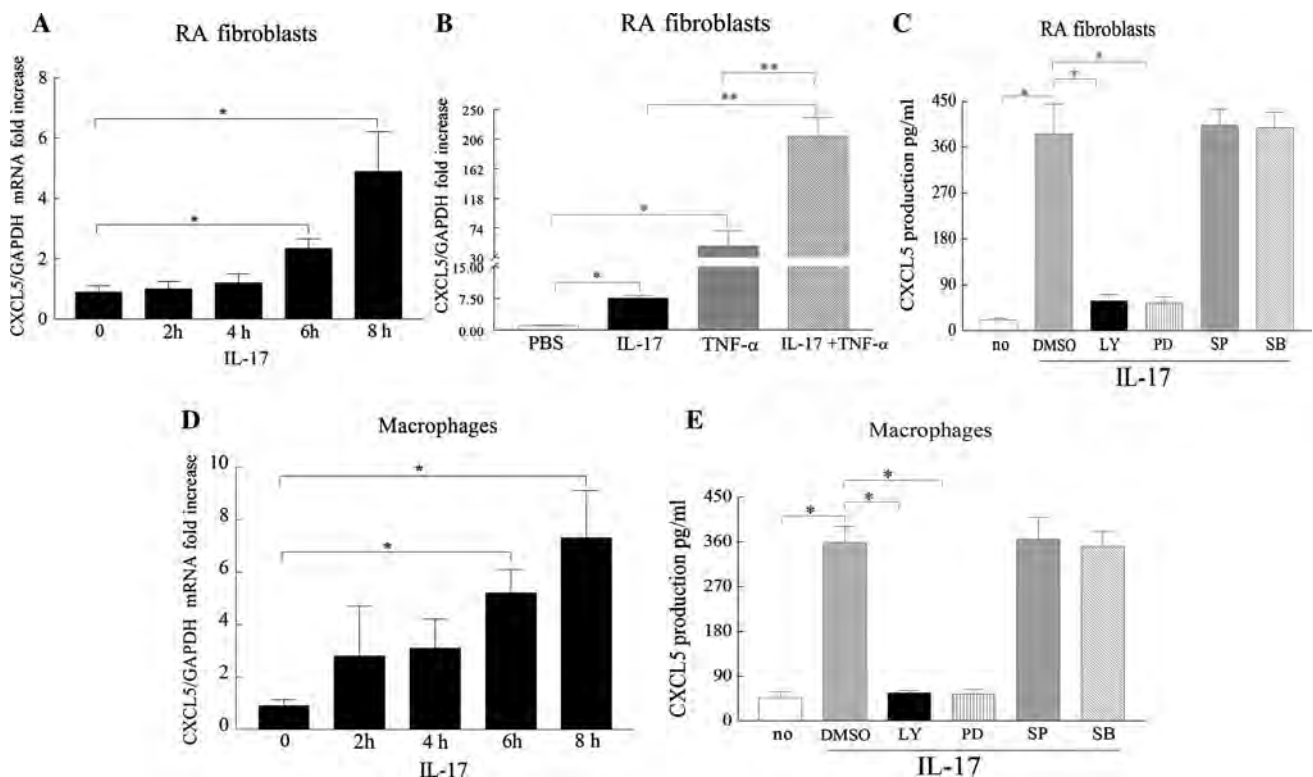 A
RA fibroblasts
CXCL5/GAPDH mRNA fold increase
8
6
4
2
0
*
*
0 2h 4 h 6h 8 h
IL-17
B
RA fibroblasts
CXCL5/GAPDH fold increase
250
206
162
118
74
30
15.00
7.50
0.00
**
**
*
*
PBS IL-17 TNF-α IL-17 +TNF-α
C
RA fibroblasts
CXCL5 production pg/ml
450
360
270
180
90
0
*
*
*
no DMSO LY PD SP SB
IL-17
D
Macrophages
CXCL5/GAPDH mRNA fold increase
10
8
6
4
2
0
*
*
0 2h 4 h 6h 8 h
IL-17
E
Macrophages
CXCL5 production pg/ml
450
360
270
180
90
0
*
*
*
no DMSO LY PD SP SB
IL-17